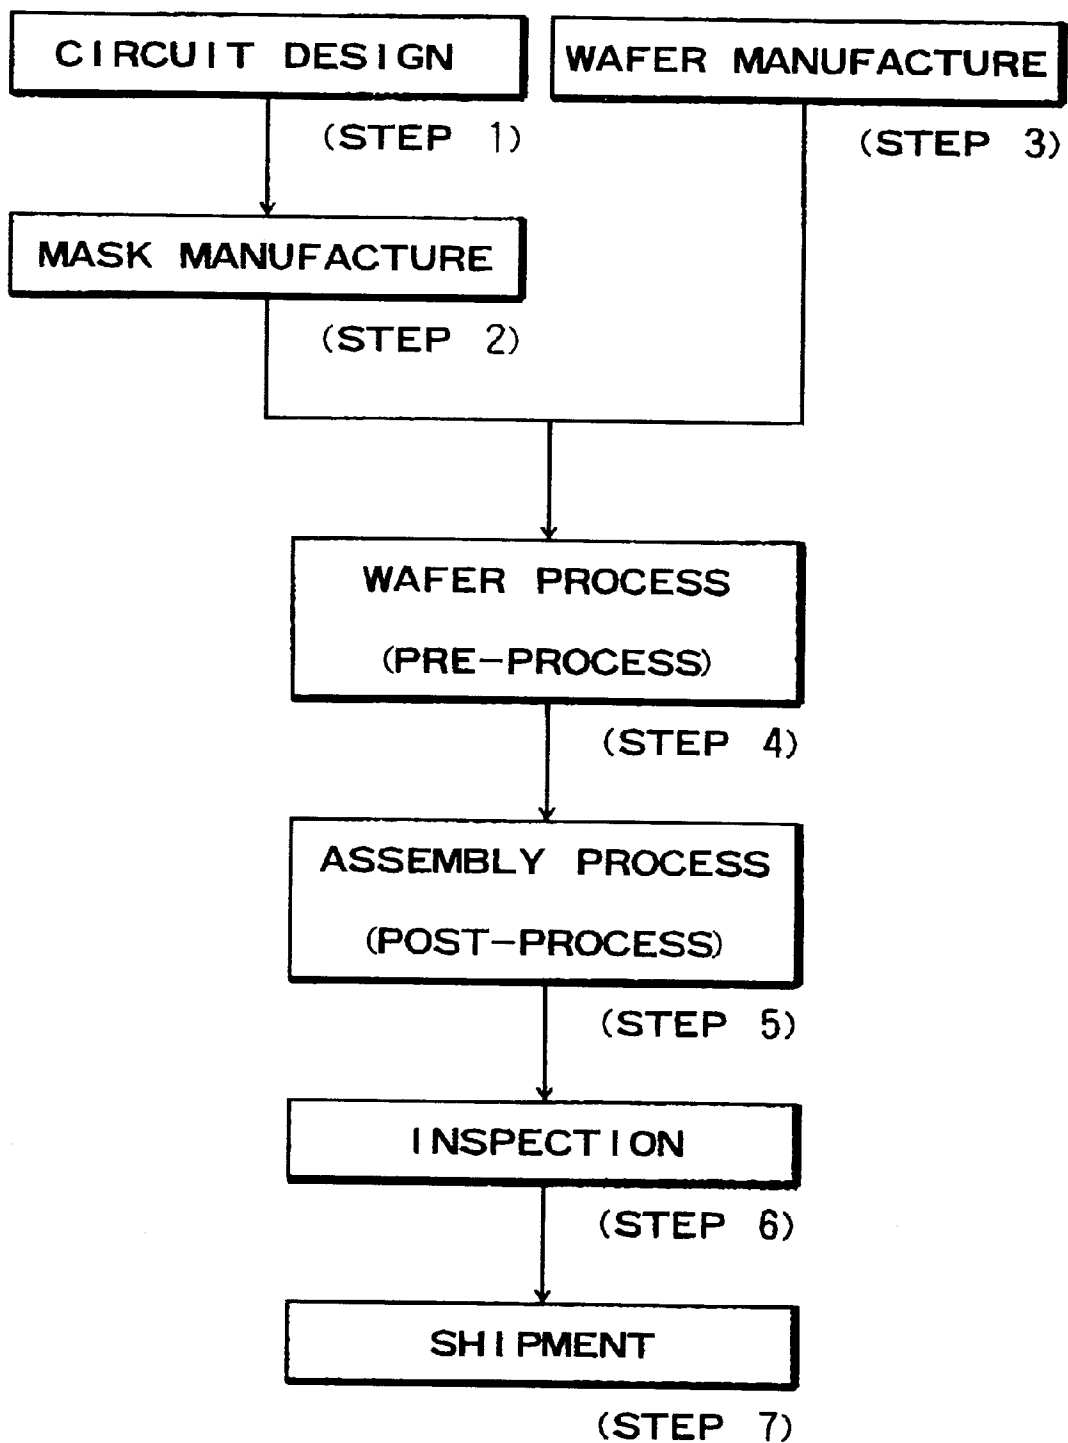 CIRCUIT DESIGN
WAFER MANUFACTURE
(STEP 1)
(STEP 3)
MASK MANUFACTURE
(STEP 2)
WAFER PROCESS
(PRE-PROCESS)
(STEP 4)
ASSEMBLY PROCESS
(POST-PROCESS)
(STEP 5)
INSPECTION
(STEP 6)
SHIPMENT
(STEP 7)